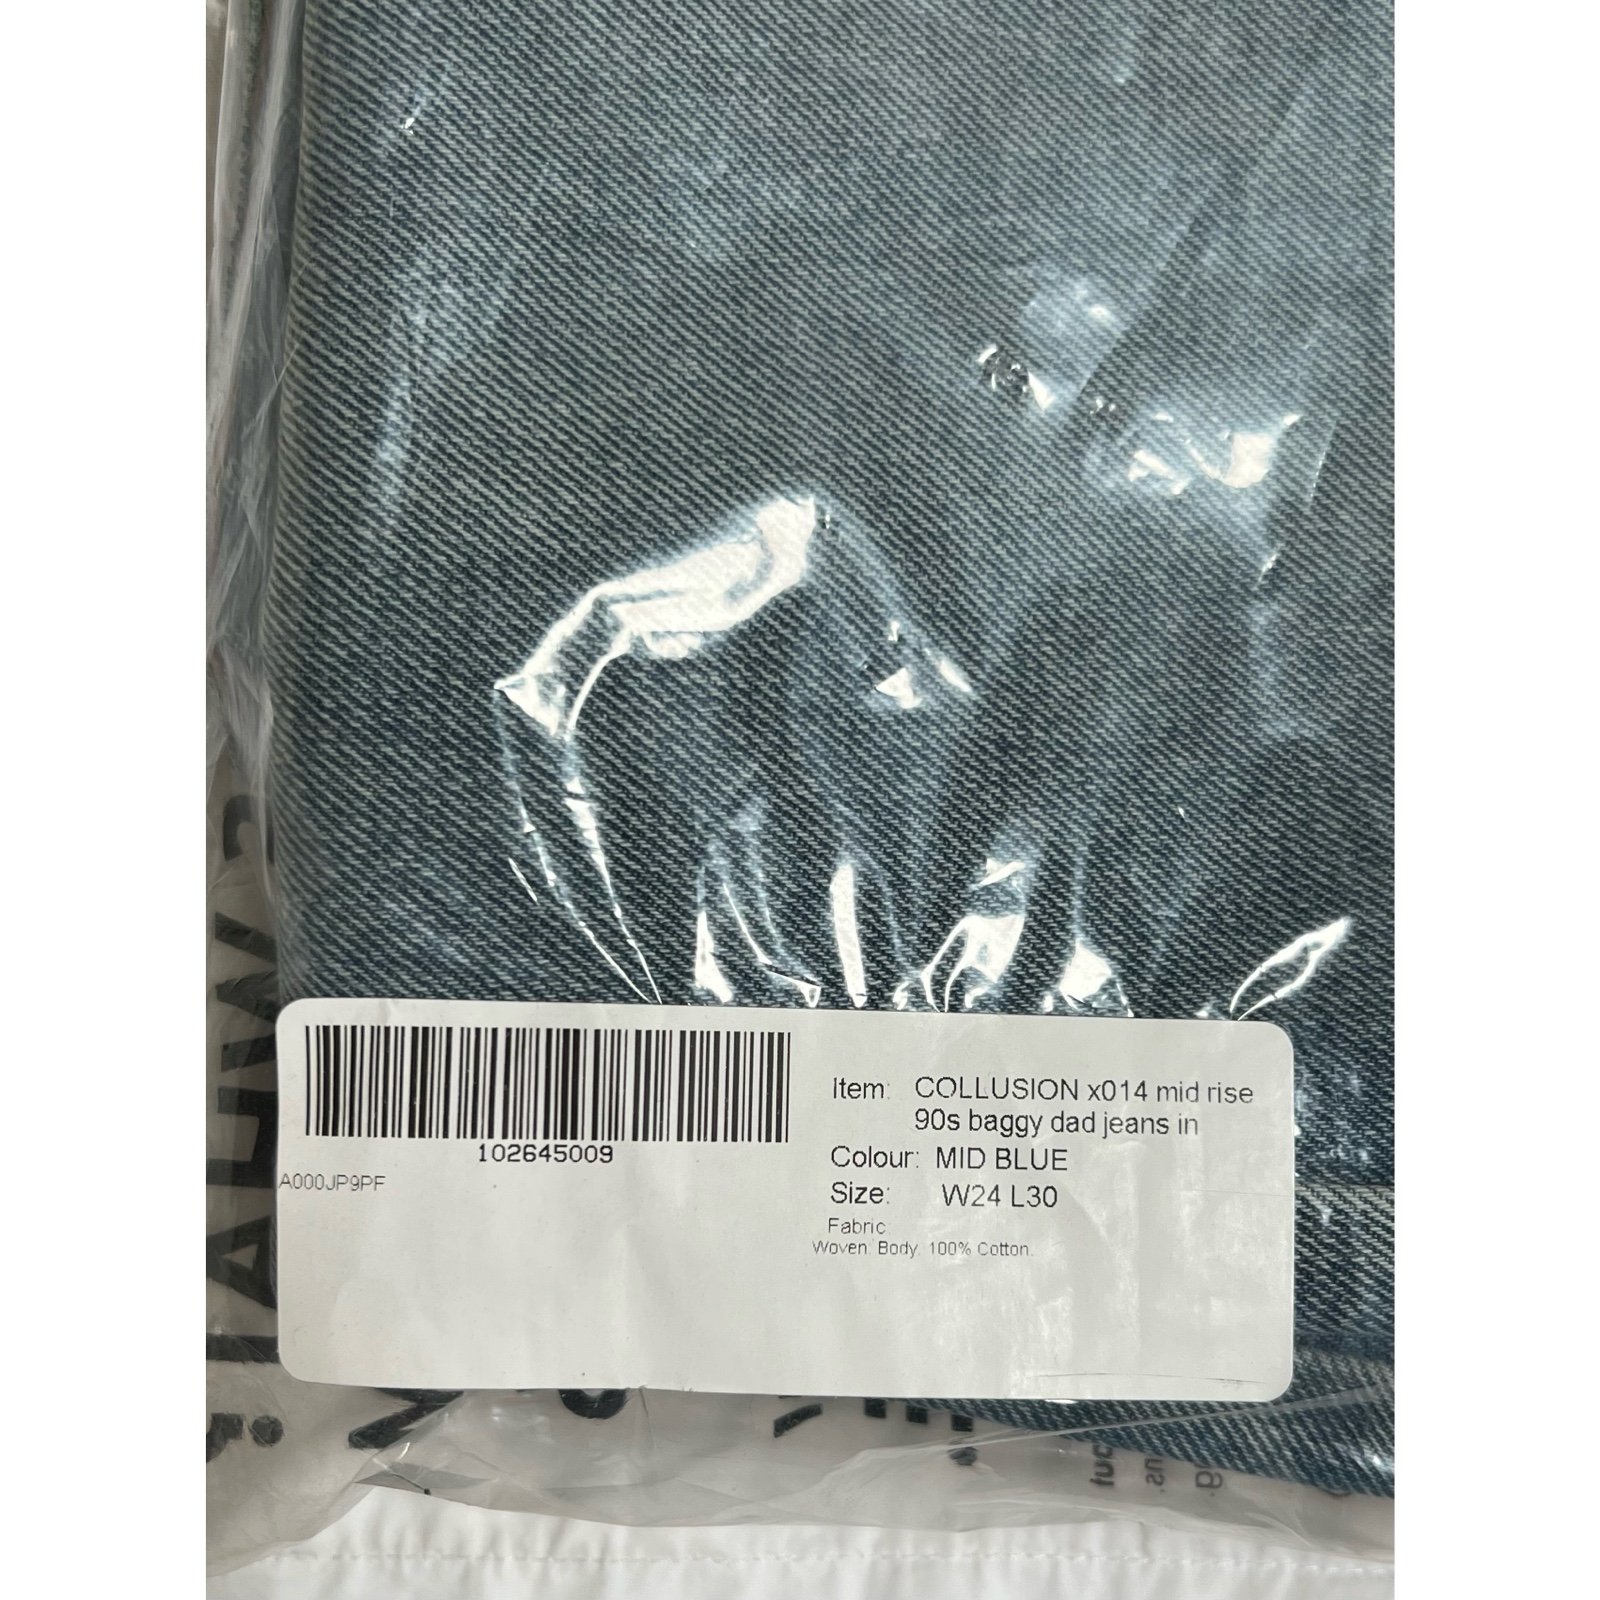 102645009
A000JP9PF
Item: COLLUSION x014 mid rise
90s baggy dad jeans in
Colour: MID BLUE
Size: W24 L30
Fabric:
Woven: Body: 100% Cotton.